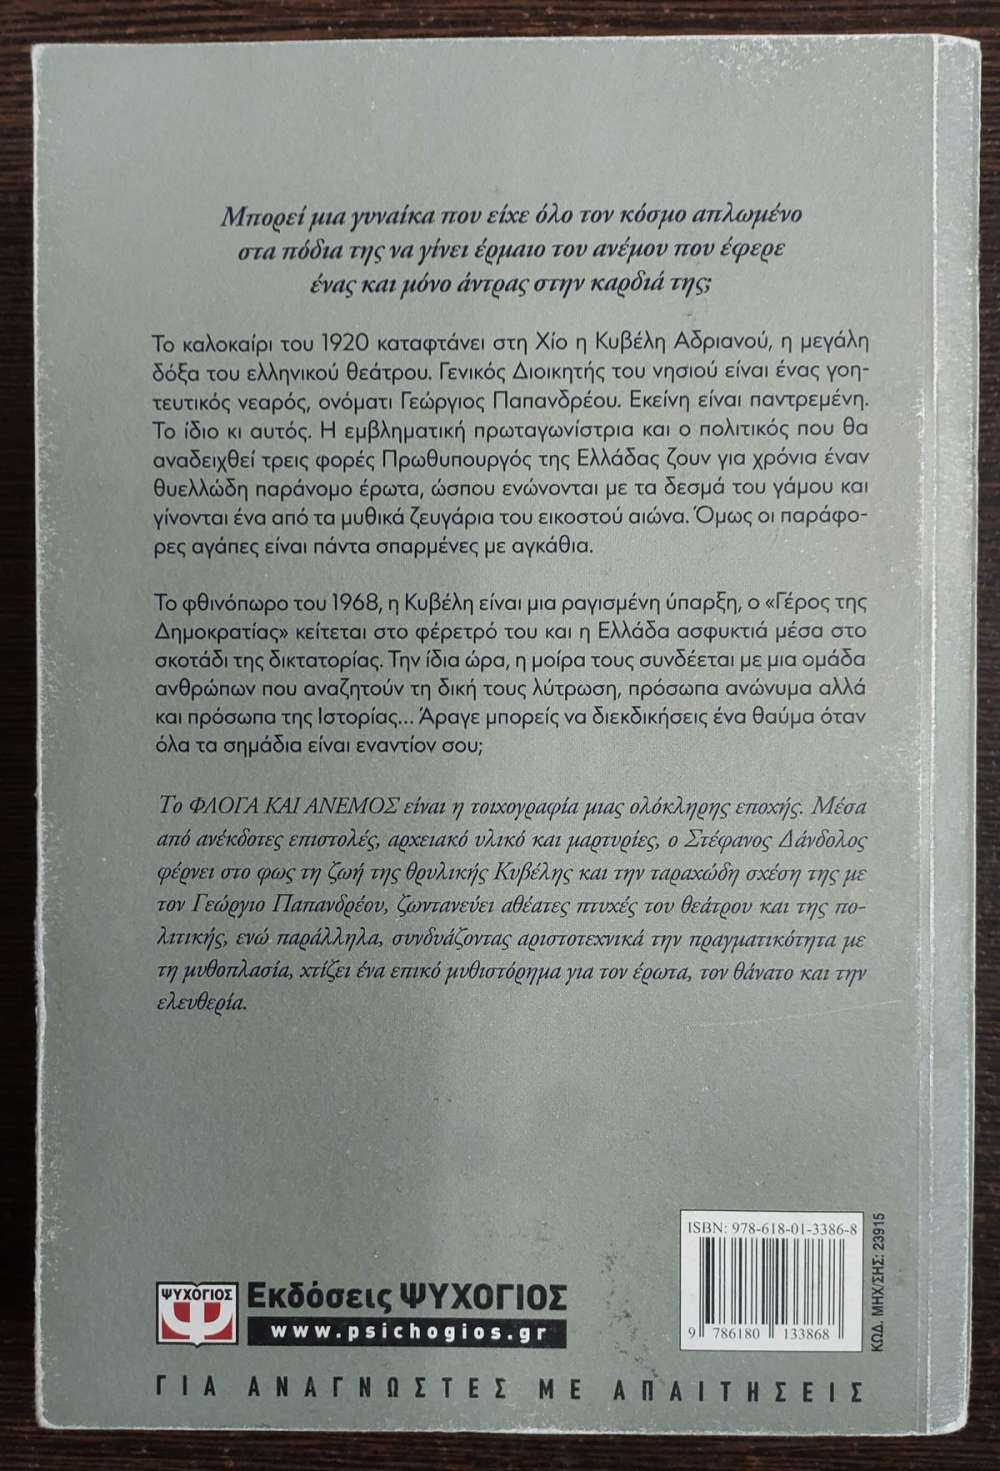 Μπορεί μια γυναίκα που είχε όλο τον κόσμο απλωμένο
στα πόδια της να γίνει έρμαιο του ανέμου που έφερε
ένας και μόνο άντρας στην καρδιά της;
Το καλοκαίρι του 1920 καταφτάνει στη Χίο η Κυβέλη Αδριανού, η μεγάλη
δόξα του ελληνικού θεάτρου. Γενικός Διοικητής του νησιού είναι ένας γοη-
τευτικός νεαρός, ονόματι Γεώργιος Παπανδρέου. Εκείνη είναι παντρεμένη.
Το ίδιο κι αυτός. Η εμβληματική πρωταγωνίστρια και ο πολιτικός που θα
αναδειχθεί τρεις φορές Πρωθυπουργός της Ελλάδας ζουν για χρόνια έναν
θυελλώδη παράνομο έρωτα, ώσπου ενώνονται με τα δεσμά του γάμου και
γίνονται ένα από τα μυθικά ζευγάρια του εικοστού αιώνα. Όμως οι παράφο-
ρες αγάπες είναι πάντα σπαρμένες με αγκάθια.
Το φθινόπωρο του 1968, η Κυβέλη είναι μια ραγισμένη ύπαρξη, ο «Γέρος της
Δημοκρατίας» κείτεται στο φέρετρό του και η Ελλάδα ασφυκτιά μέσα στο
σκοτάδι της δικτατορίας. Την ίδια ώρα, η μοίρα τους συνδέεται με μια ομάδα
ανθρώπων που αναζητούν τη δική τους λύτρωση, πρόσωπα ανώνυμα αλλά
και πρόσωπα της Ιστορίας... Άραγε μπορείς να διεκδικήσεις ένα θαύμα όταν
όλα τα σημάδια είναι εναντίον σου;
Το ΦΛΟΓΑ ΚΑΙ ΑΝΕΜΟΣ είναι η τοιχογραφία μιας ολόκληρης εποχής. Μέσα
από ανέκδοτες επιστολές, αρχειακό υλικό και μαρτυρίες, ο Στέφανος Δάνδολος
φέρνει στο φως τη ζωή της θρυλικής Κυβέλης και την ταραχώδη σχέση της με
τον Γεώργιο Παπανδρέου, ζωντανεύει αθέατες πτυχές του θεάτρου και της πο-
λιτικής, ενώ παράλληλα, συνδυάζοντας αριστοτεχνικά την πραγματικότητα με
τη μυθοπλασία, χτίζει ένα επικό μυθιστόρημα για τον έρωτα, τον θάνατο και την
ελευθερία.
ISBN: 978-618-01-3386-8
9 786180 133868
ΚΩΔ. ΜΗΧ/ΣΗΣ: 23915
ΨΥΧΟΓΙΟΣ
Εκδόσεις ΨΥΧΟΓΙΟΣ
www.psichogios.gr
ΓΙΑ ΑΝΑΓΝΩΣΤΕΣ ΜΕ ΑΠΑΙΤΗΣΕΙΣ